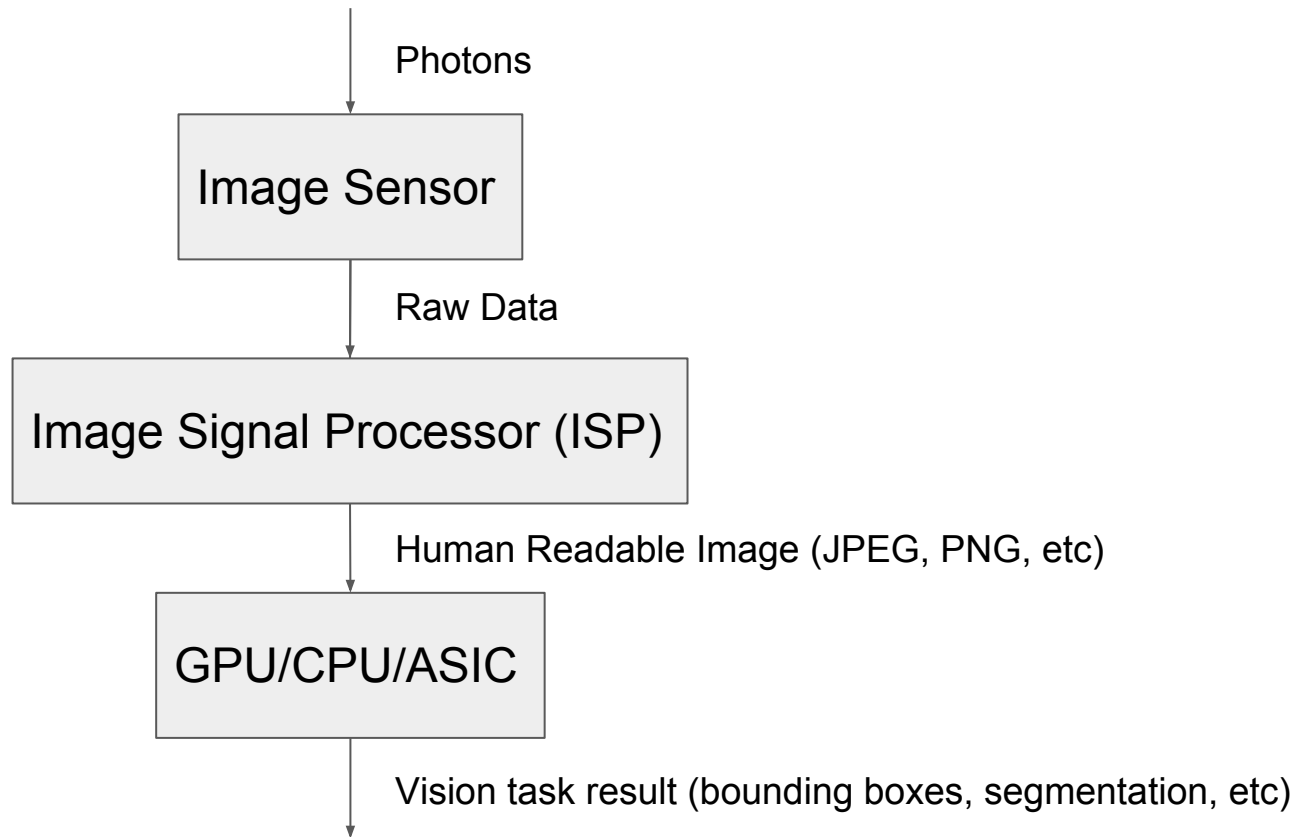 Photons
Image Sensor
Raw Data
Image Signal Processor (ISP)
Human Readable Image (JPEG, PNG, etc)
GPU/CPU/ASIC
Vision task result (bounding boxes, segmentation, etc)